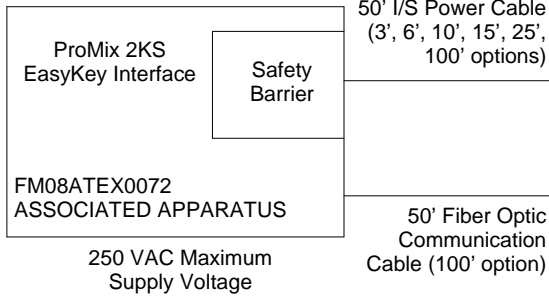 50' I/S Power Cable
(3', 6', 10', 15', 25',
100' options)
ProMix 2KS
EasyKey Interface
Safety
Barrier
FM08ATEX0072
ASSOCIATED APPARATUS
250 VAC Maximum
Supply Voltage
50' Fiber Optic
Communication
Cable (100' option)